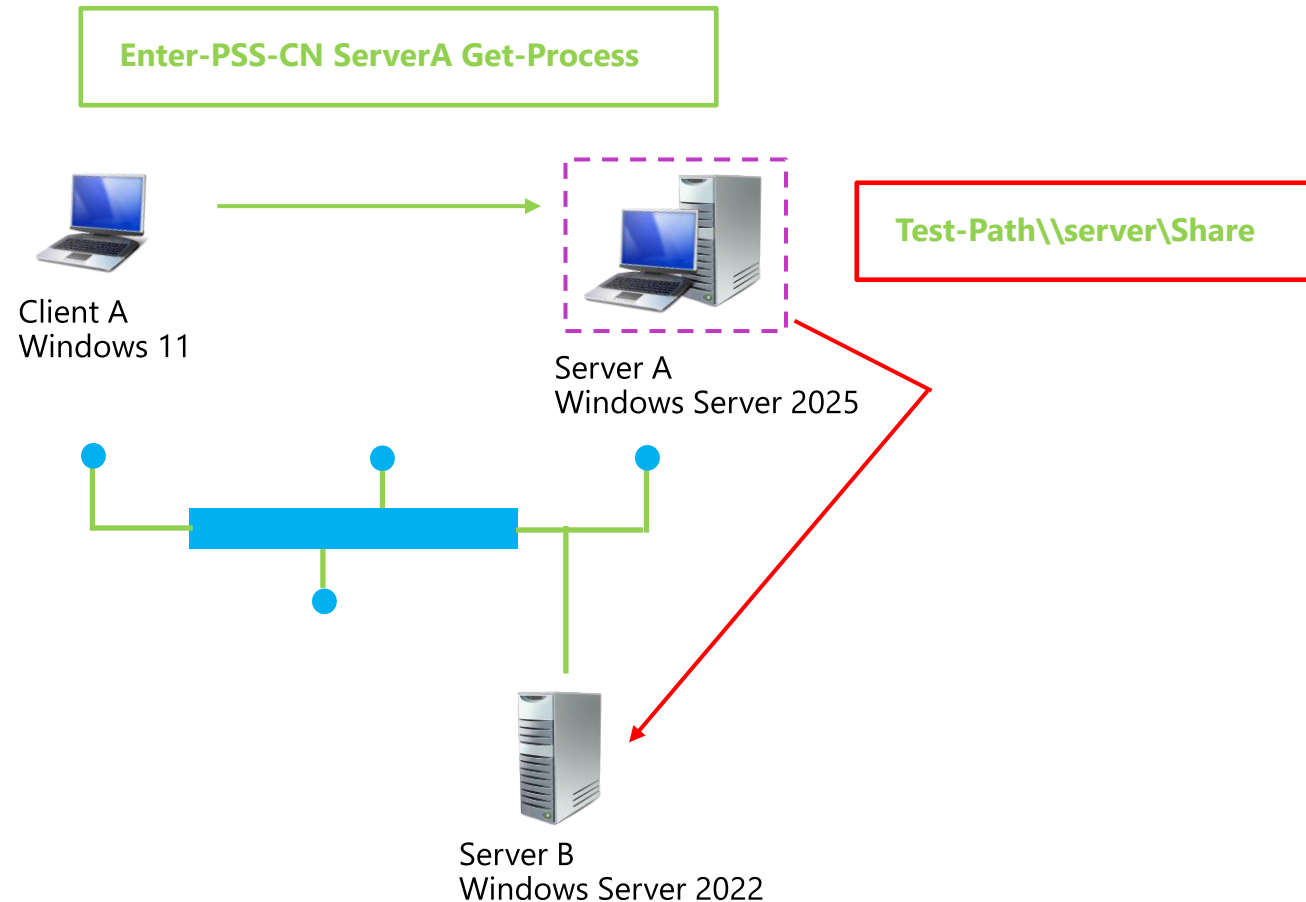 Enter-PSS-CN ServerA Get-Process
Test-Path\\server\Share
Client A
Windows 11
Server A
Windows Server 2025
Server B
Windows Server 2022